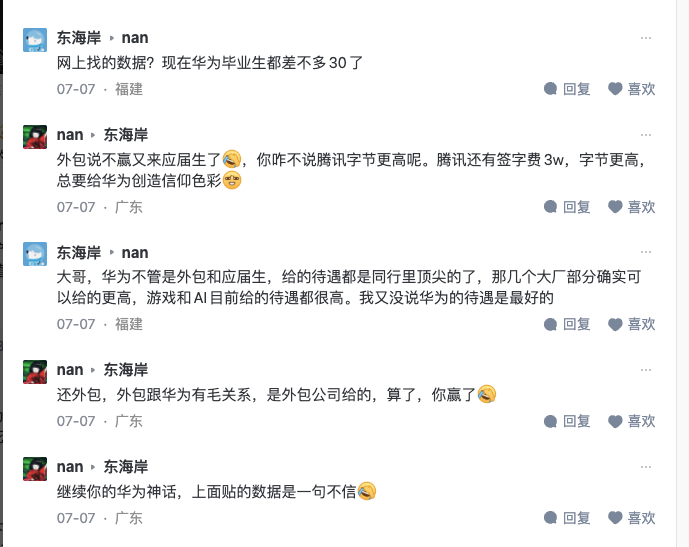 东海岸 ▸ nan
网上找的数据？现在华为毕业生都差不多30了
07-07 · 福建 回复 喜欢
nan ▸ 东海岸
外包说不赢又来应届生了🤣，你咋不说腾讯字节更高呢。腾讯还有签字费3w，字节更高，
总要给华为创造信仰色彩😌
07-07 · 广东 回复 喜欢
东海岸 ▸ nan
大哥，华为不管是外包和应届生，给的待遇都是同行里顶尖的了，那几个大厂部分确实可
以给的更高，游戏和AI目前给的待遇都很高。我又没说华为的待遇是最好的
07-07 · 福建 回复 喜欢
nan ▸ 东海岸
还外包，外包跟华为有毛关系，是外包公司给的，算了，你赢了🤣
07-07 · 广东 回复 喜欢
nan ▸ 东海岸
继续你的华为神话，上面贴的数据是一句不信🤣
07-07 · 广东 回复 喜欢